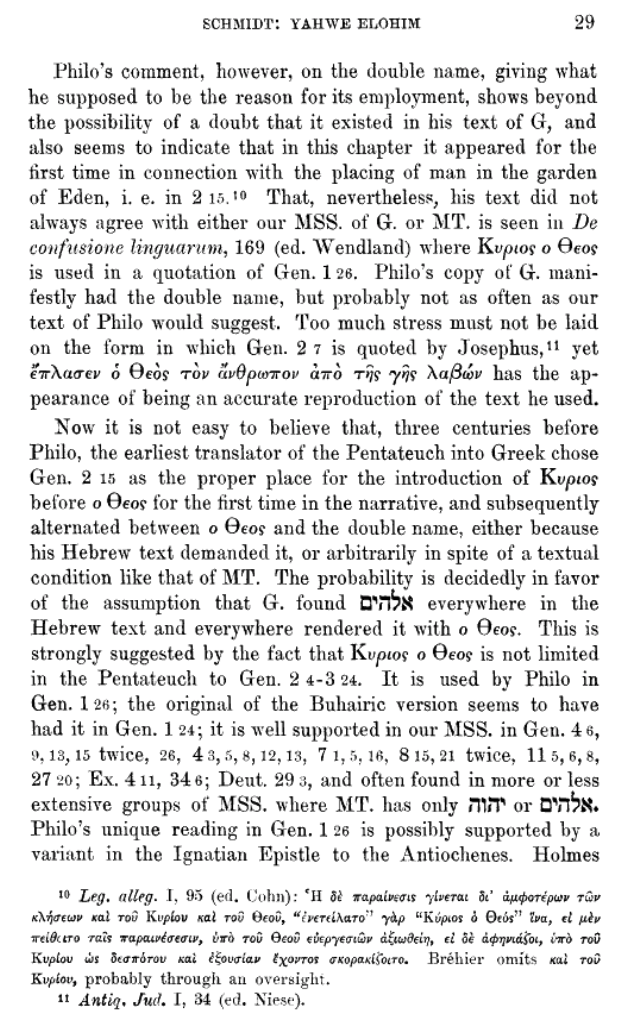 SCHMIDT: YAHWE ELOHIM 29
Philo's comment, however, on the double name, giving what
he supposed to be the reason for its employment, shows beyond
the possibility of a doubt that it existed in his text of G, and
also seems to indicate that in this chapter it appeared for the
first time in connection with the placing of man in the garden
of Eden, i. e. in 2 15.¹⁰ That, nevertheless, his text did not
always agree with either our MSS. of G. or MT. is seen in De
confusione linguarum, 169 (ed. Wendland) where Κυριος ο Θεος
is used in a quotation of Gen. 1 26. Philo's copy of G. mani-
festly had the double name, but probably not as often as our
text of Philo would suggest. Too much stress must not be laid
on the form in which Gen. 2 7 is quoted by Josephus,¹¹ yet
ἔπλασεν ὁ Θεὸς τὸν ἄνθρωπον ἀπὸ τῆς γῆς λαβών has the ap-
pearance of being an accurate reproduction of the text he used.
Now it is not easy to believe that, three centuries before
Philo, the earliest translator of the Pentateuch into Greek chose
Gen. 2 15 as the proper place for the introduction of Κυριος
before ο Θεος for the first time in the narrative, and subsequently
alternated between ο Θεος and the double name, either because
his Hebrew text demanded it, or arbitrarily in spite of a textual
condition like that of MT. The probability is decidedly in favor
of the assumption that G. found אלהים everywhere in the
Hebrew text and everywhere rendered it with ο Θεος. This is
strongly suggested by the fact that Κυριος ο Θεος is not limited
in the Pentateuch to Gen. 2 4-3 24. It is used by Philo in
Gen. 1 26; the original of the Buhairic version seems to have
had it in Gen. 1 24; it is well supported in our MSS. in Gen. 4 6,
9, 13, 15 twice, 26, 4 3, 5, 8, 12, 13, 7 1, 5, 16, 8 15, 21 twice, 11 5, 6, 8,
27 20; Ex. 4 11, 34 6; Deut. 29 3, and often found in more or less
extensive groups of MSS. where MT. has only יהוה or אלהים.
Philo's unique reading in Gen. 1 26 is possibly supported by a
variant in the Ignatian Epistle to the Antiochenes. Holmes
¹⁰ Leg. alleg. I, 95 (ed. Cohn): Ἡ δὲ παραίνεσις γίνεται δι' ἀμφοτέρων τῶν
κλήσεων καὶ τοῦ Κυρίου καὶ τοῦ Θεοῦ, "ἐνετείλατο" γὰρ "Κύριος ὁ Θεός" ἵνα, εἰ μὲν
πείθοιτο ταῖς παραινέσεσιν, ὑπὸ τοῦ Θεοῦ εὐεργεσιῶν ἀξιωθείη, εἰ δὲ ἀφηνιάζοι, ὑπὸ τοῦ
Κυρίου ὡς δεσπότου καὶ ἐξουσίαν ἔχοντος σκορακίζοιτο. Bréhier omits καὶ τοῦ
Κυρίου, probably through an oversight.
¹¹ Antiq. Jud. I, 34 (ed. Niese).